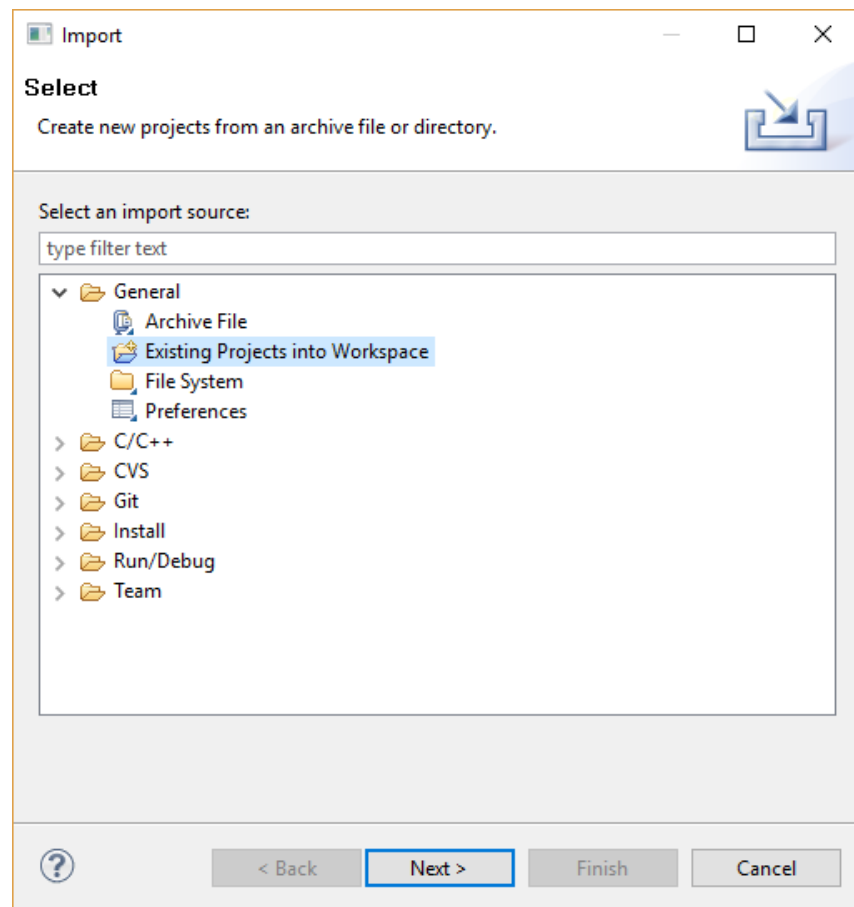 Import
Select
Create new projects from an archive file or directory.
Select an import source:
type filter text
General
Archive File
Existing Projects into Workspace
File System
Preferences
C/C++
CVS
Git
Install
Run/Debug
Team
? < Back Next > Finish Cancel